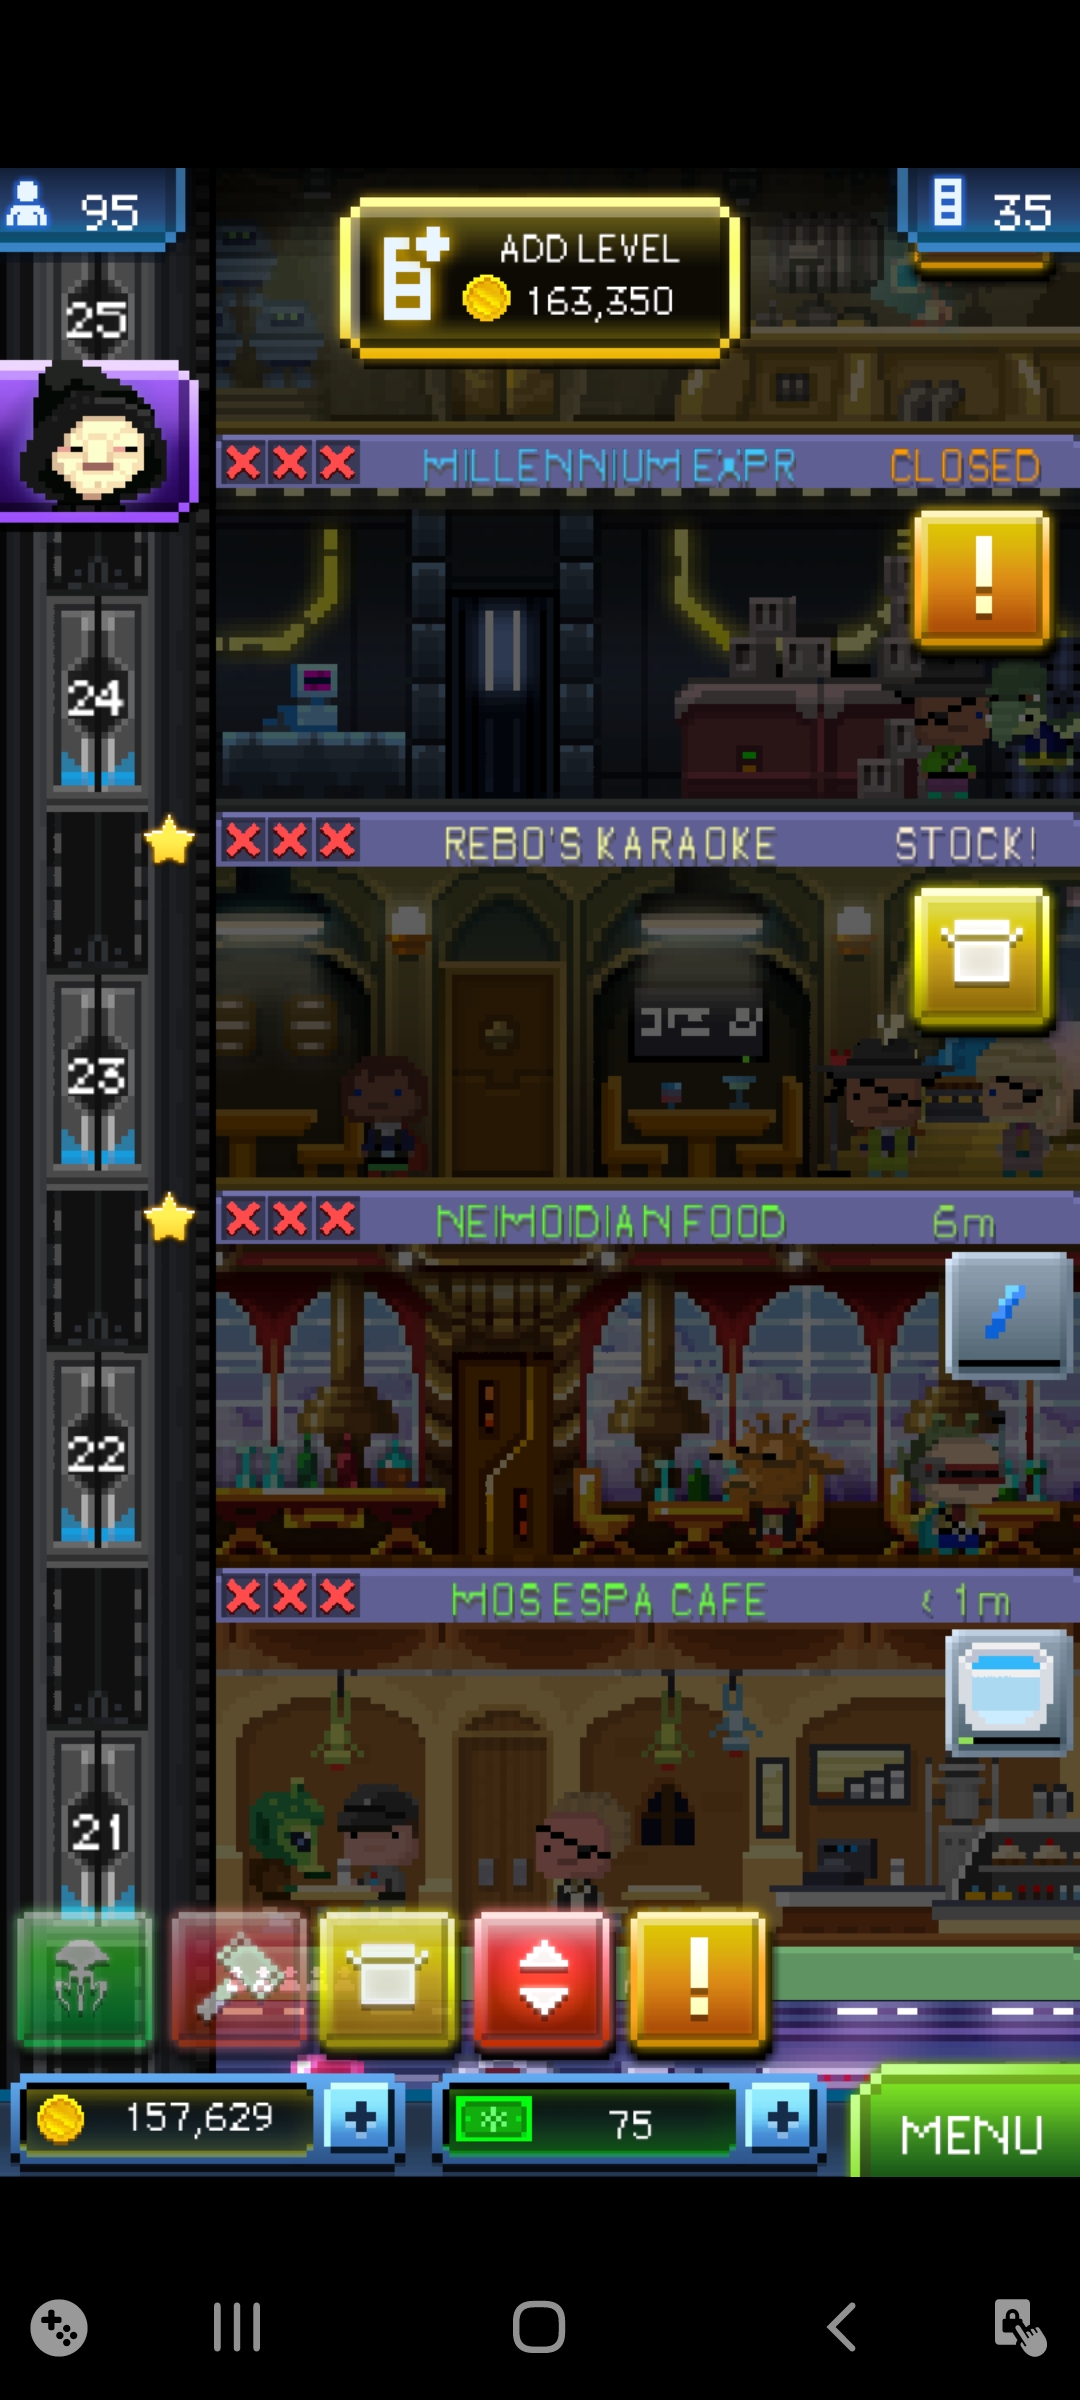 95
ADD LEVEL
163,350
35
25
MILLENNIUM EXPR
CLOSED
!
24
REBO'S KARAOKE
STOCK!
23
NEIMOIDIAN FOOD
6m
22
MOS ESPA CAFE
< 1m
21
!
157,629
+
75
+
MENU